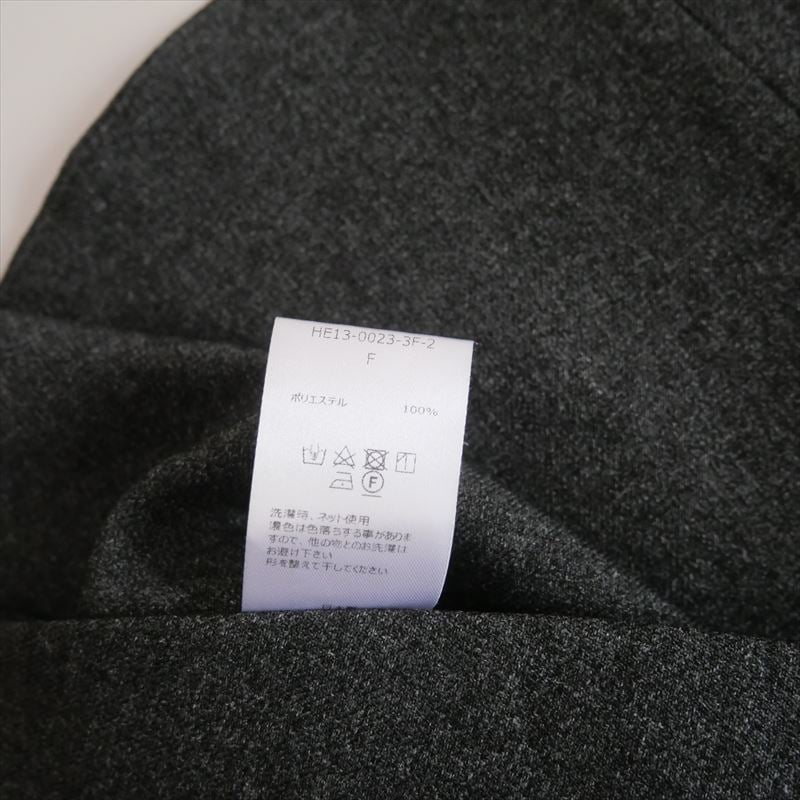 HE13-0023-3F-2
F
ポリエステル 100%
F
洗濯時、ネット使用
濃色は色落ちする事がありま
すので、他の物とのお洗濯は
お避け下さい
形を整えて干してください